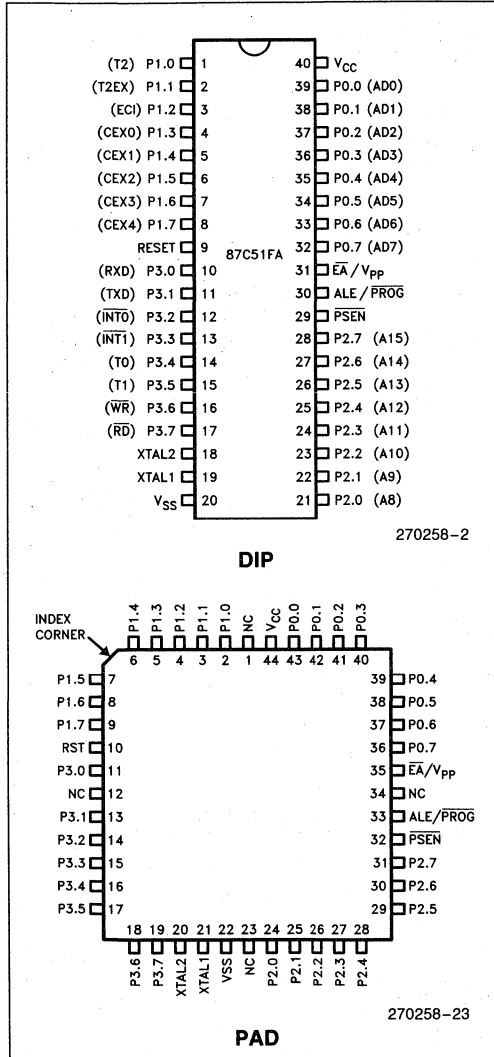 (T2) P1.0 1 40 VCC
(T2EX) P1.1 2 39 P0.0 (AD0)
(ECI) P1.2 3 38 P0.1 (AD1)
(CEX0) P1.3 4 37 P0.2 (AD2)
(CEX1) P1.4 5 36 P0.3 (AD3)
(CEX2) P1.5 6 35 P0.4 (AD4)
(CEX3) P1.6 7 34 P0.5 (AD5)
(CEX4) P1.7 8 33 P0.6 (AD6)
RESET 9 87C51FA 32 P0.7 (AD7)
(RXD) P3.0 10 31 E̅A̅/VPP
(TXD) P3.1 11 30 ALE/P̅R̅O̅G̅
(I̅N̅T̅0̅) P3.2 12 29 P̅S̅E̅N̅
(I̅N̅T̅1̅) P3.3 13 28 P2.7 (A15)
(T0) P3.4 14 27 P2.6 (A14)
(T1) P3.5 15 26 P2.5 (A13)
(W̅R̅) P3.6 16 25 P2.4 (A12)
(R̅D̅) P3.7 17 24 P2.3 (A11)
XTAL2 18 23 P2.2 (A10)
XTAL1 19 22 P2.1 (A9)
VSS 20 21 P2.0 (A8)
270258-2
DIP
INDEX
CORNER
P1.4 P1.3 P1.2 P1.1 P1.0 NC VCC P0.0 P0.1 P0.2 P0.3
6 5 4 3 2 1 44 43 42 41 40
P1.5 7 39 P0.4
P1.6 8 38 P0.5
P1.7 9 37 P0.6
RST 10 36 P0.7
P3.0 11 35 E̅A̅/VPP
NC 12 34 NC
P3.1 13 33 ALE/P̅R̅O̅G̅
P3.2 14 32 P̅S̅E̅N̅
P3.3 15 31 P2.7
P3.4 16 30 P2.6
P3.5 17 29 P2.5
18 19 20 21 22 23 24 25 26 27 28
P3.6 P3.7 XTAL2 XTAL1 VSS NC P2.0 P2.1 P2.2 P2.3 P2.4
270258-23
PAD